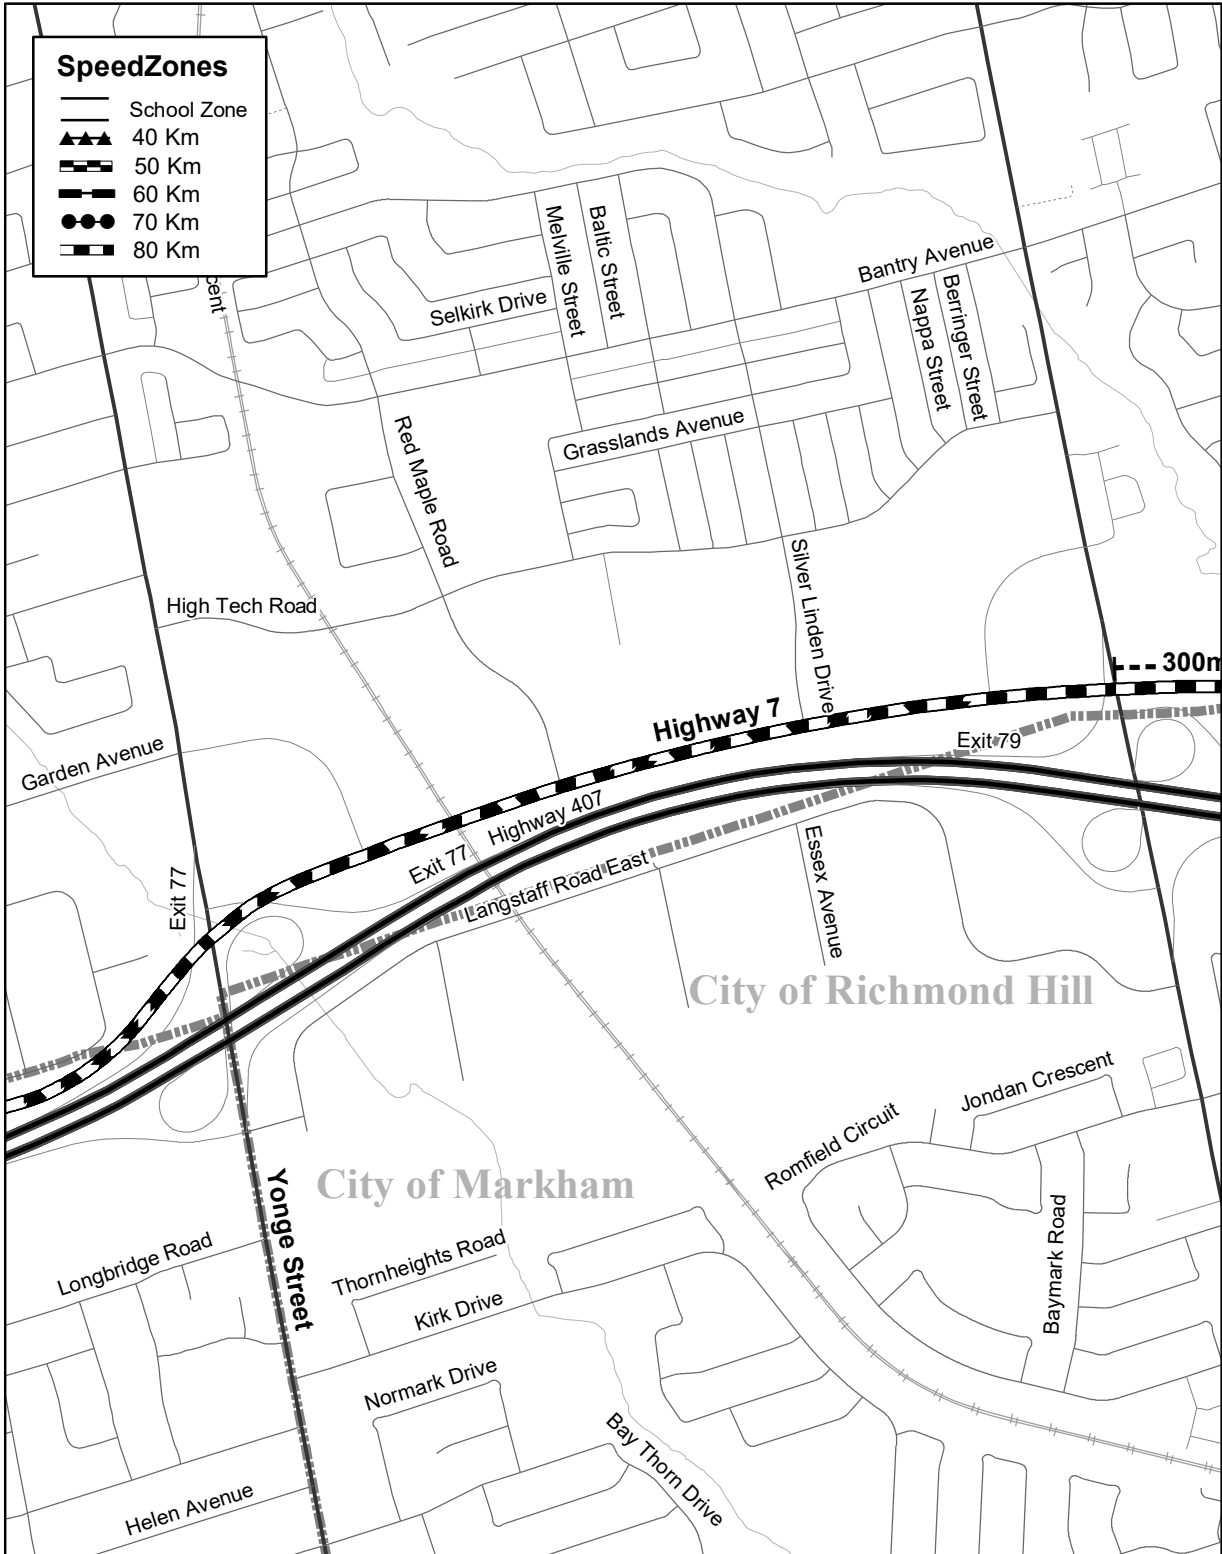 SpeedZones
School Zone
40 Km
50 Km
60 Km
70 Km
80 Km
cent
Melville Street
Baltic Street
Bantry Avenue
Selkirk Drive
Nappa Street
Berringer Street
Grasslands Avenue
Red Maple Road
High Tech Road
Silver Linden Drive
300m
Highway 7
Garden Avenue
Exit 79
Highway 407
Exit 77
Exit 77
Langstaff Road East
Essex Avenue
City of Richmond Hill
Jondan Crescent
Romfield Circuit
City of Markham
Yonge Street
Baymark Road
Longbridge Road
Thornheights Road
Kirk Drive
Normark Drive
Bay Thorn Drive
Helen Avenue